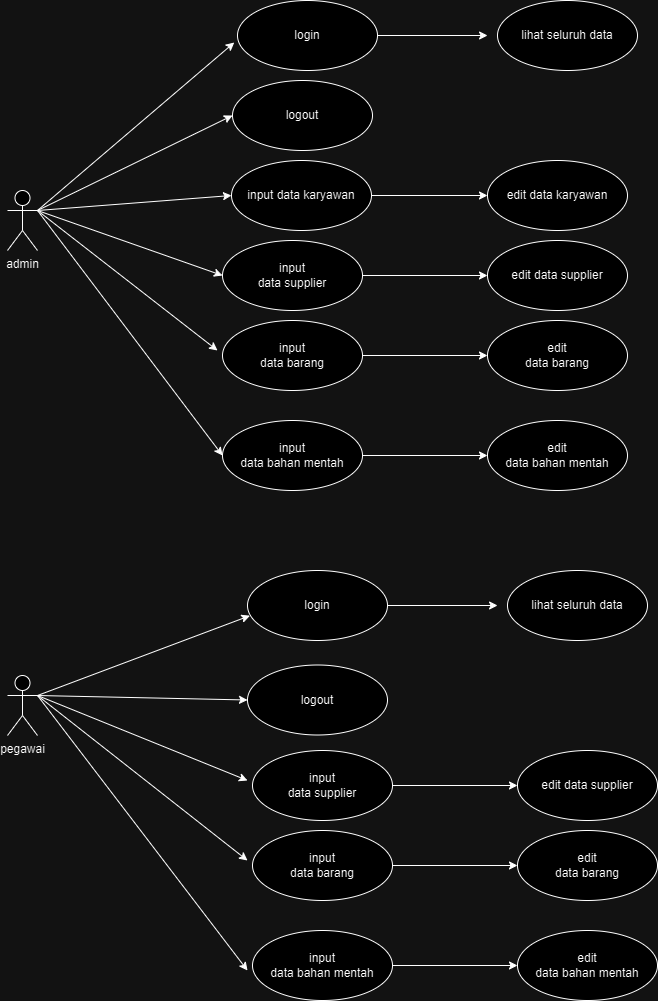 login
lihat seluruh data
logout
input data karyawan
edit data karyawan
admin
input
data supplier
edit data supplier
input
data barang
edit
data barang
input
data bahan mentah
edit
data bahan mentah
login
lihat seluruh data
logout
pegawai
input
data supplier
edit data supplier
input
data barang
edit
data barang
input
data bahan mentah
edit
data bahan mentah